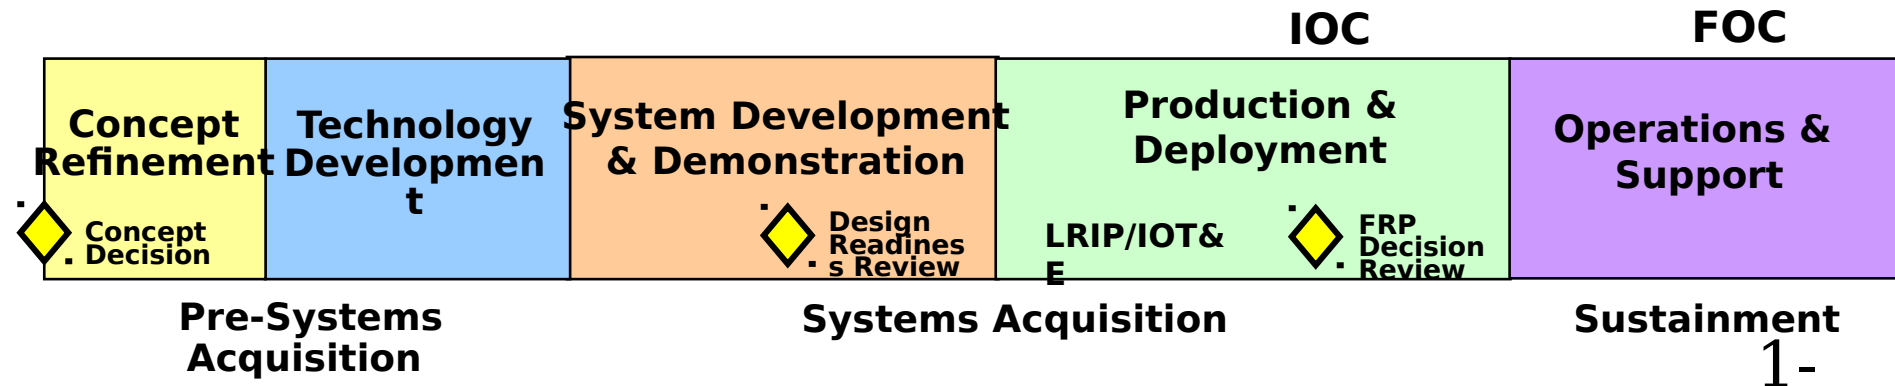 IOC
FOC
Concept
Refinement
Technology
Developmen
t
System Development
& Demonstration
Production &
Deployment
Operations &
Support
Concept
Decision
Design
Readines
s Review
LRIP/IOT&
E
FRP
Decision
Review
Pre-Systems
Acquisition
Systems Acquisition
Sustainment
1-